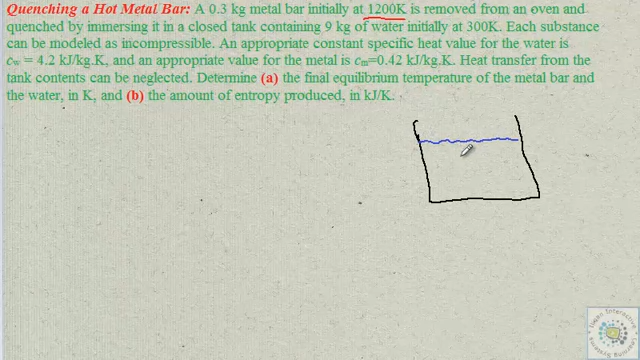 Quenching a Hot Metal Bar: A 0.3 kg metal bar initially at 1200K is removed from an oven and
quenched by immersing it in a closed tank containing 9 kg of water initially at 300K. Each substance
can be modeled as incompressible. An appropriate constant specific heat value for the water is
cw = 4.2 kJ/kg.K, and an appropriate value for the metal is cm=0.42 kJ/kg.K. Heat transfer from the
tank contents can be neglected. Determine (a) the final equilibrium temperature of the metal bar and
the water, in K, and (b) the amount of entropy produced, in kJ/K.